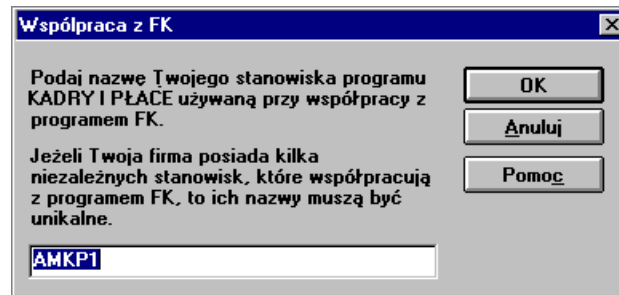 Wspólpraca z FK
Podaj nazwę Twojego stanowiska programu
KADRY I PŁACE używaną przy współpracy z
programem FK.
Jeżeli Twoja firma posiada kilka
niezależnych stanowisk, które współpracują
z programem FK, to ich nazwy muszą być
unikalne.
AMKP1
OK
Anuluj
Pomoc